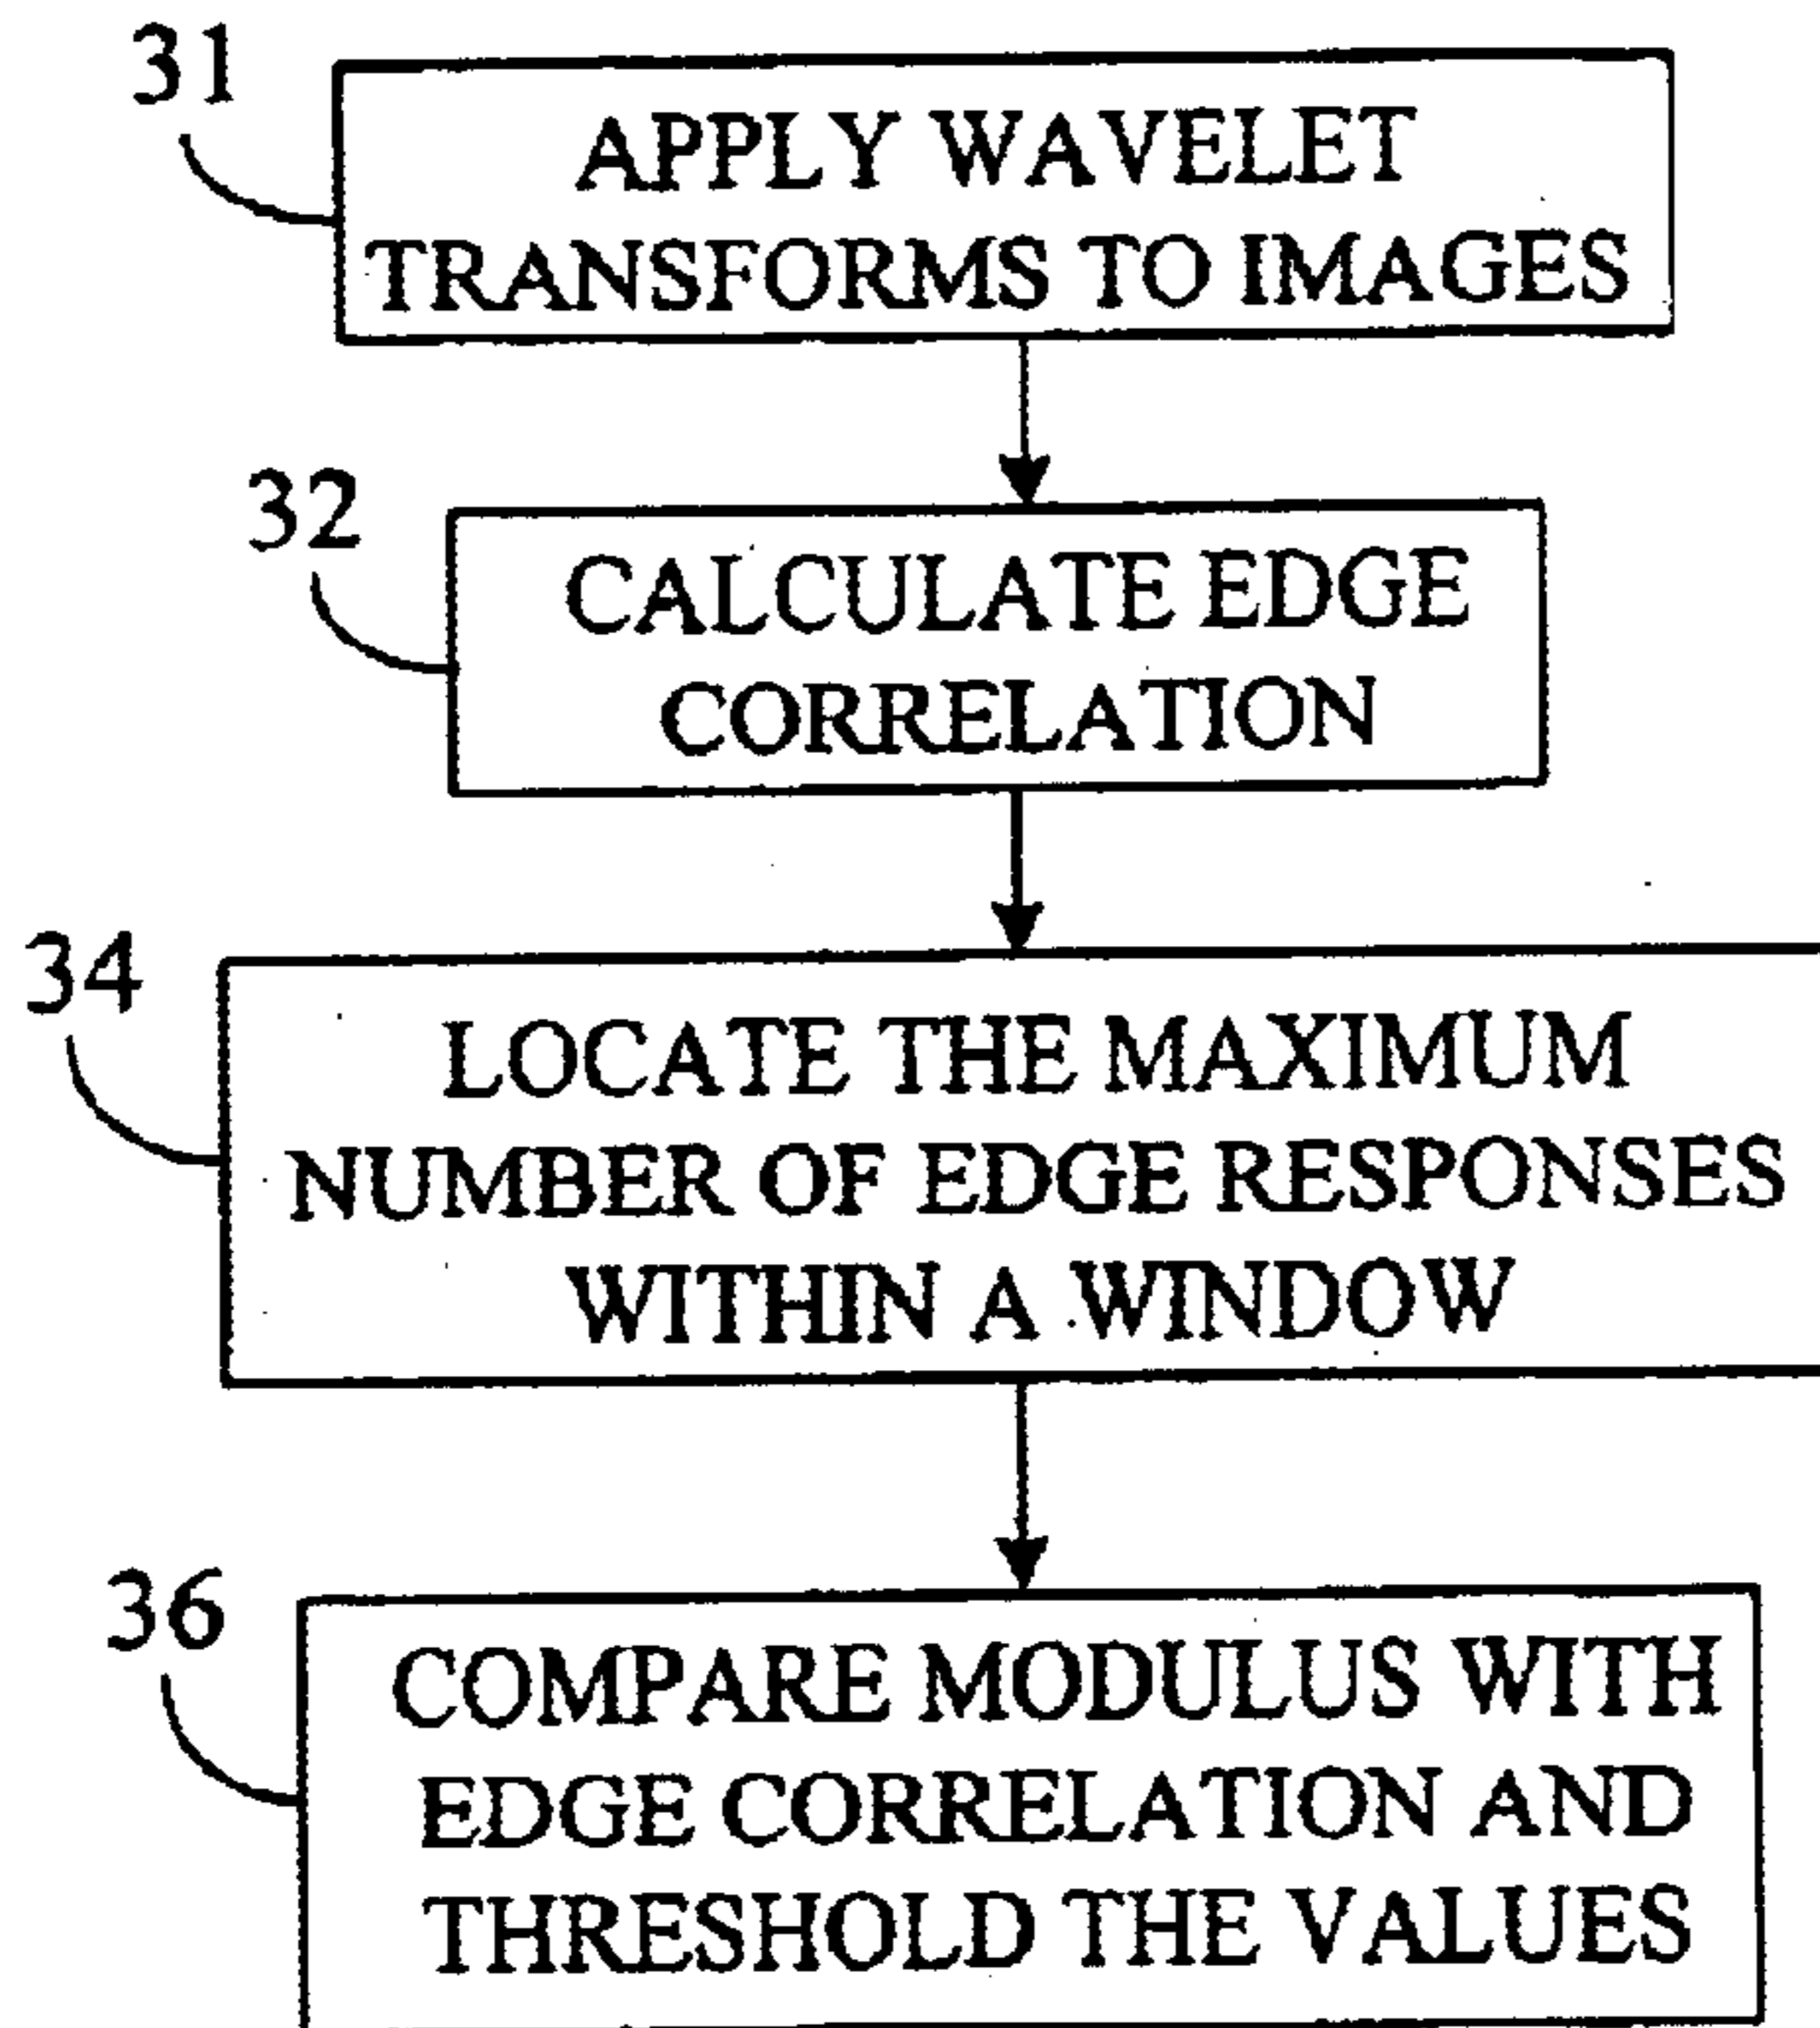 31
APPLY WAVELET
TRANSFORMS TO IMAGES
32
CALCULATE EDGE
CORRELATION
34
LOCATE THE MAXIMUM
NUMBER OF EDGE RESPONSES
WITHIN A WINDOW
36
COMPARE MODULUS WITH
EDGE CORRELATION AND
THRESHOLD THE VALUES